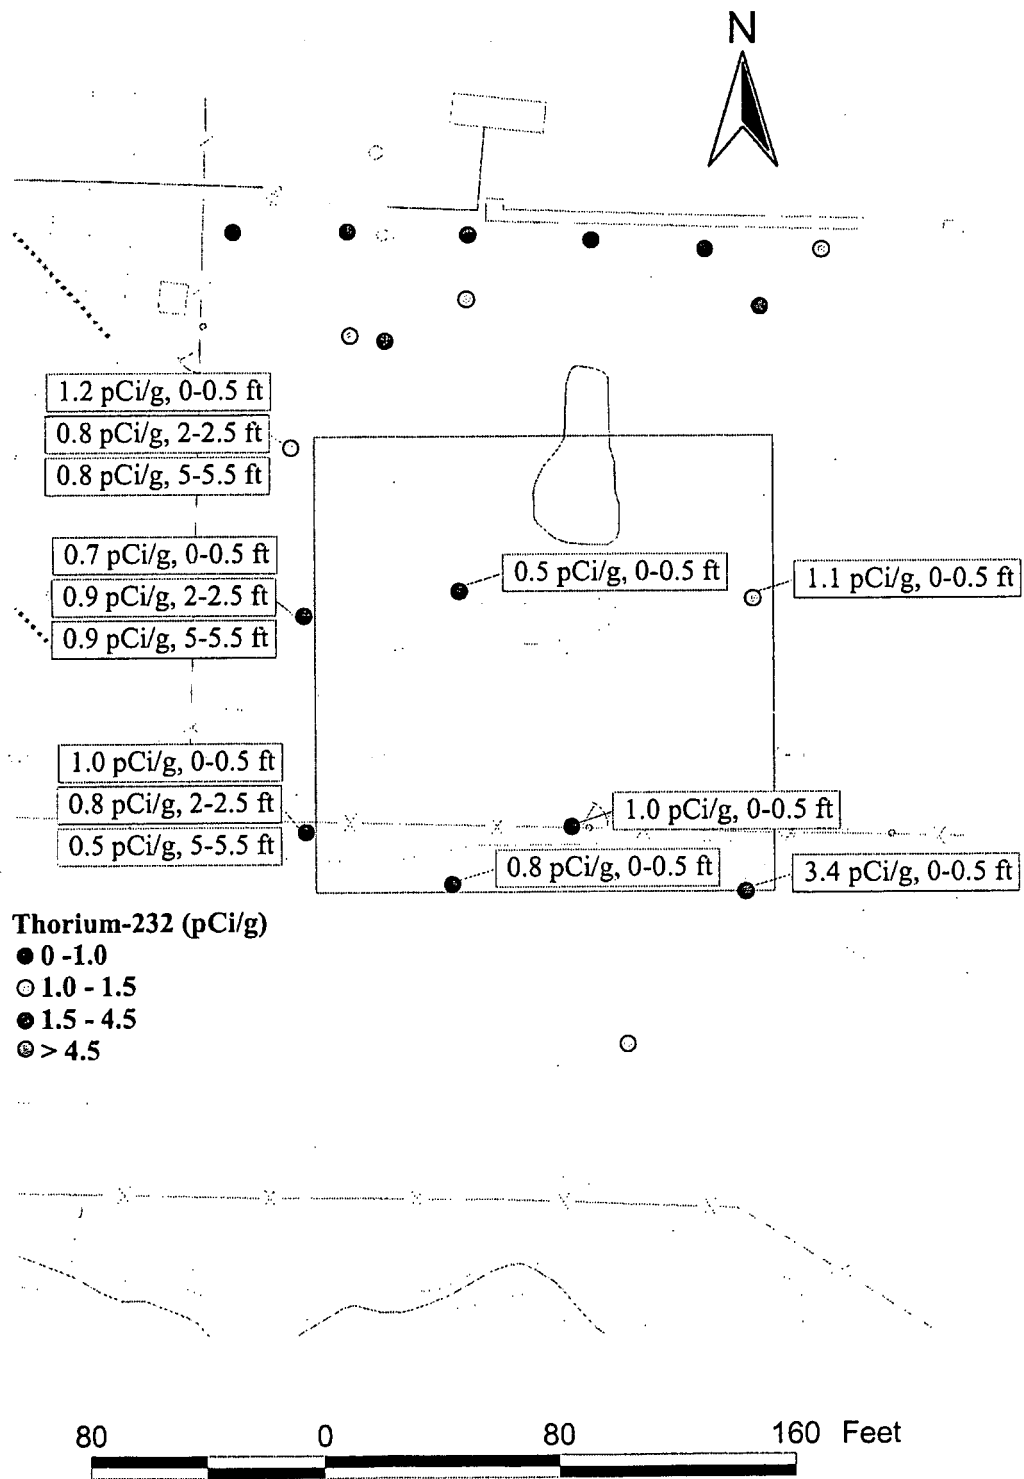 N
1.2 pCi/g, 0-0.5 ft
0.8 pCi/g, 2-2.5 ft
0.8 pCi/g, 5-5.5 ft
0.7 pCi/g, 0-0.5 ft
0.9 pCi/g, 2-2.5 ft
0.9 pCi/g, 5-5.5 ft
0.5 pCi/g, 0-0.5 ft
1.1 pCi/g, 0-0.5 ft
1.0 pCi/g, 0-0.5 ft
0.8 pCi/g, 2-2.5 ft
0.5 pCi/g, 5-5.5 ft
1.0 pCi/g, 0-0.5 ft
0.8 pCi/g, 0-0.5 ft
3.4 pCi/g, 0-0.5 ft
Thorium-232 (pCi/g)
0 -1.0
1.0 - 1.5
1.5 - 4.5
> 4.5
80 0 80 160 Feet